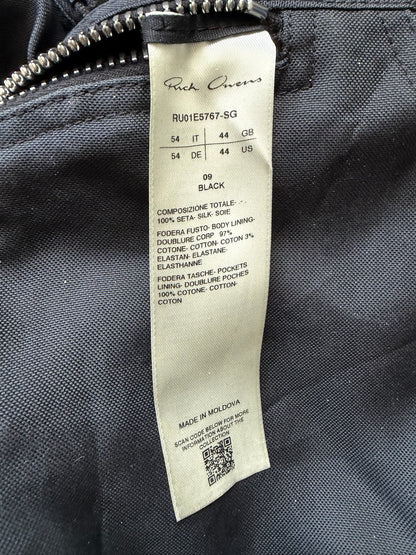 Rick Owens
RU01E5767-SG
54 IT 44 GB
54 DE 44 US
09
BLACK
COMPOSIZIONE TOTALE-
100% SETA- SILK- SOIE
FODERA FUSTO- BODY LINING-
DOUBLURE CORP 97%
COTONE- COTTON- COTON 3%
ELASTAN- ELASTANE-
ELASTHANNE
FODERA TASCHE- POCKETS
LINING- DOUBLURE POCHES
100% COTONE- COTTON-
COTON
MADE IN MOLDOVA
SCAN CODE BELOW FOR MORE
INFORMATION ABOUT THE
COLLECTION